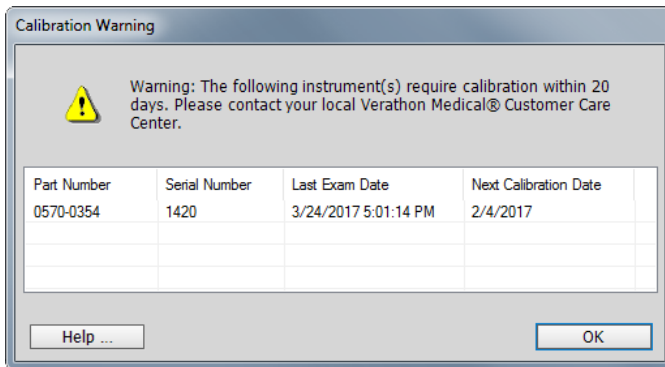 Calibration Warning
Warning: The following instrument(s) require calibration within 20
days. Please contact your local Verathon Medical® Customer Care
Center.
Part Number Serial Number Last Exam Date Next Calibration Date
0570-0354 1420 3/24/2017 5:01:14 PM 2/4/2017
Help ... OK